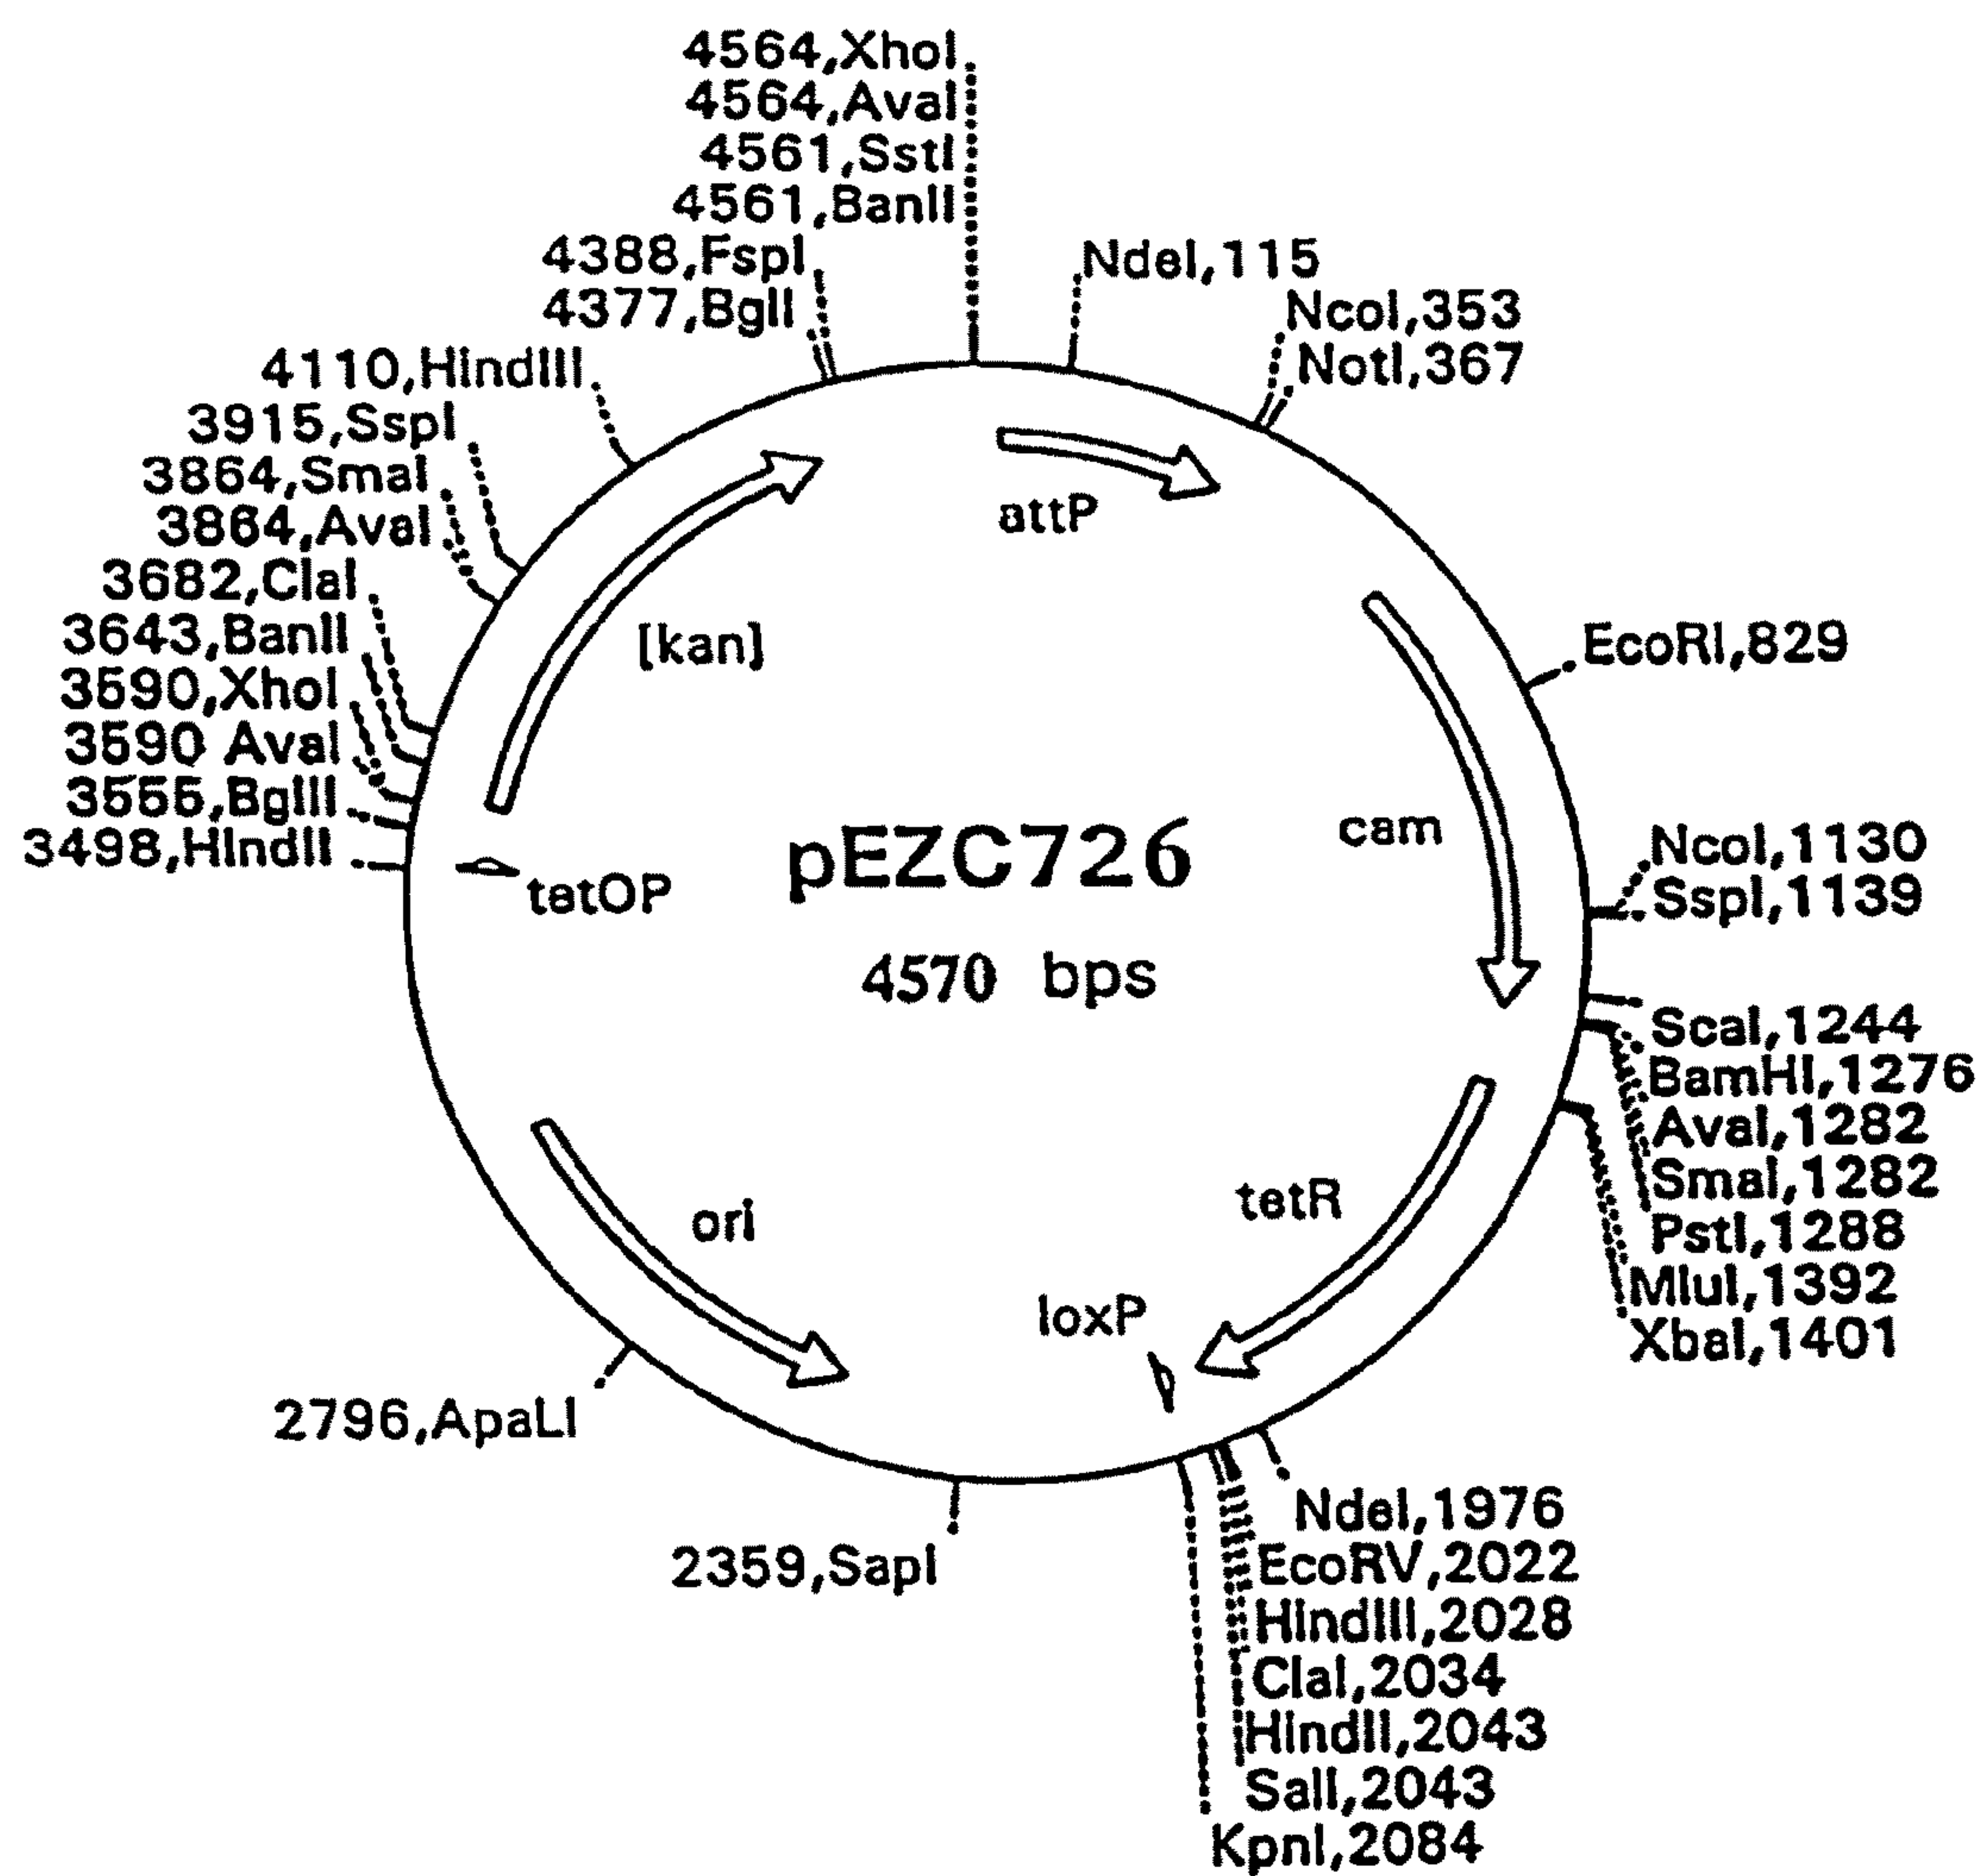 4564,XhoI
4564,AvaI
4561,SstI
4561,BanII
4388,FspI
4377,BglI
4110,HindIII
3915,SspI
3864,SmaI
3864,AvaI
3682,ClaI
3643,BanII
3590,XhoI
3590 AvaI
3555,BglII
3498,HindII
NdeI,115
NcoI,353
NotI,367
EcoRI,829
NcoI,1130
SspI,1139
ScaI,1244
BamHI,1276
AvaI,1282
SmaI,1282
PstI,1288
MluI,1392
XbaI,1401
attP
[kan]
cam
pEZC726
4570 bps
tetOP
ori
tetR
loxP
2796,ApaLI
2359,SapI
NdeI,1976
EcoRV,2022
HindIII,2028
ClaI,2034
HindII,2043
SalI,2043
KpnI,2084